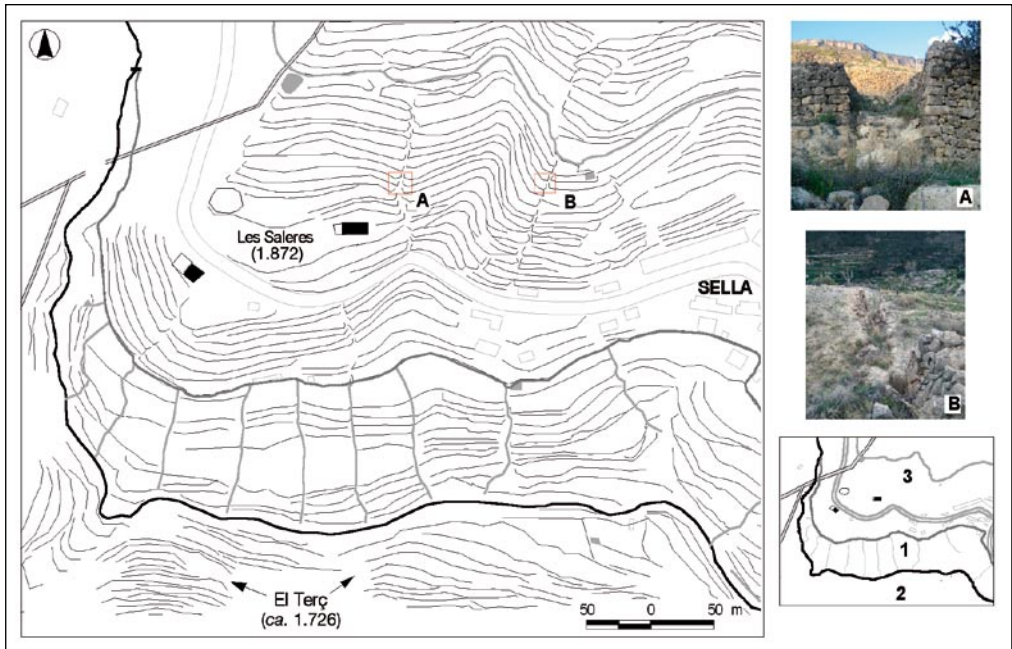 A
B
Les Saleres
(1.872)
SELLA
El Terç
(ca. 1.726)
50 0 50 m
A
B
3
1
2